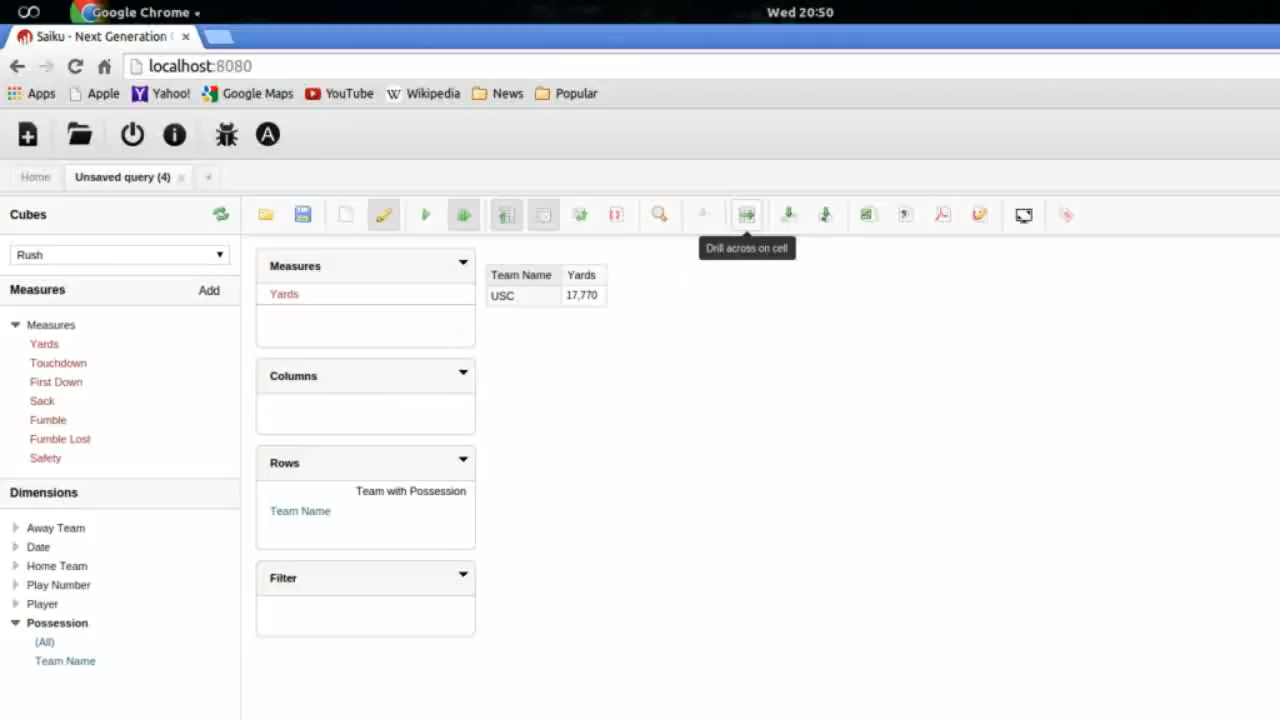 Google Chrome
Wed 20:50
Saiku - Next Generation
localhost:8080
Apps Apple Yahoo! Google Maps YouTube Wikipedia News Popular
Home Unsaved query (4)
Cubes
Rush
Measures Add
Measures
Yards
Touchdown
First Down
Sack
Fumble
Fumble Lost
Safety
Dimensions
Away Team
Date
Home Team
Play Number
Player
Possession
(All)
Team Name
Drill across on cell
Measures
Yards
Columns
Rows
Team with Possession
Team Name
Filter
Team Name Yards
USC 17,770